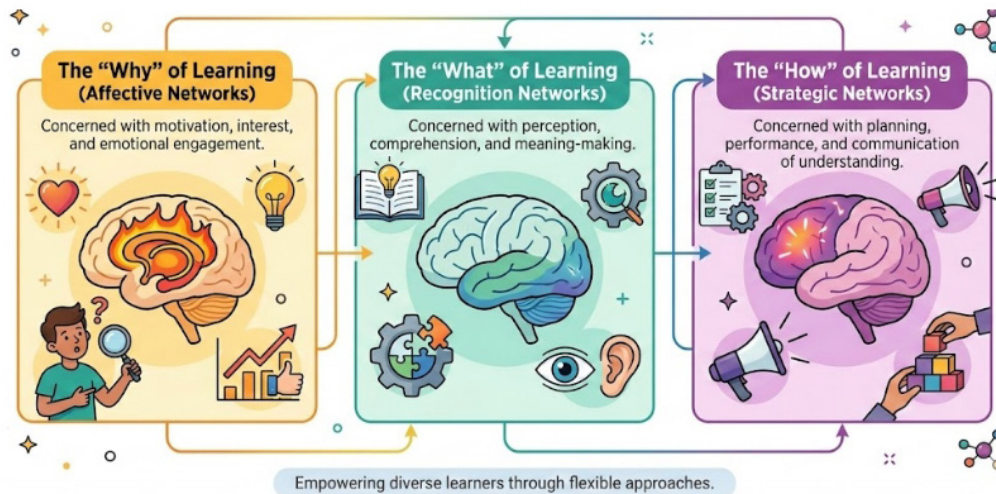 The “Why” of Learning
(Affective Networks)
Concerned with motivation, interest,
and emotional engagement.
?
The “What” of Learning
(Recognition Networks)
Concerned with perception,
comprehension, and meaning-making.
The “How” of Learning
(Strategic Networks)
Concerned with planning,
performance, and communication
of understanding.
Empowering diverse learners through flexible approaches.